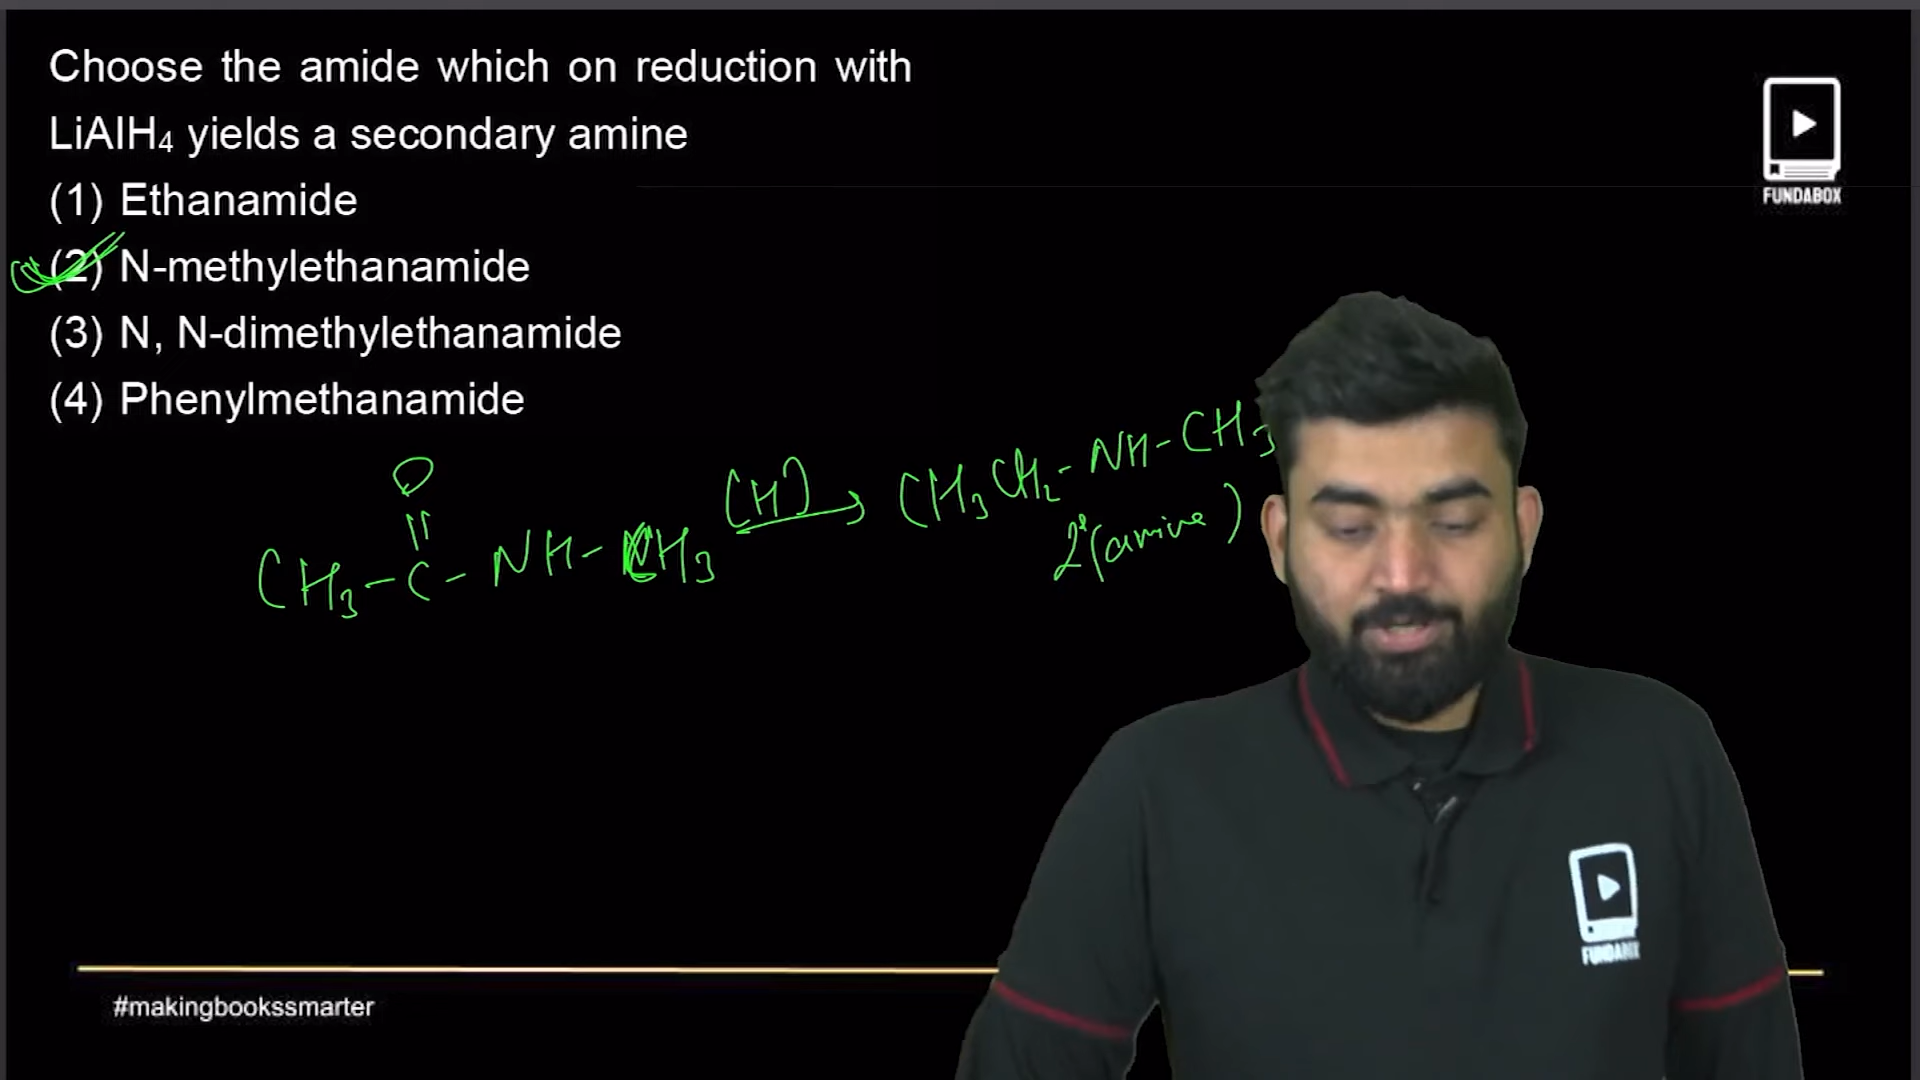 Choose the amide which on reduction with
LiAlH₄ yields a secondary amine
(1) Ethanamide
(2) N-methylethanamide
(3) N, N-dimethylethanamide
(4) Phenylmethanamide
O
||
CH₃-C-NH-CH₃ [H] → CH₃CH₂-NH-CH₃
2°(amine)
FUNDABOX
FUNDABOX
#makingbookssmarter